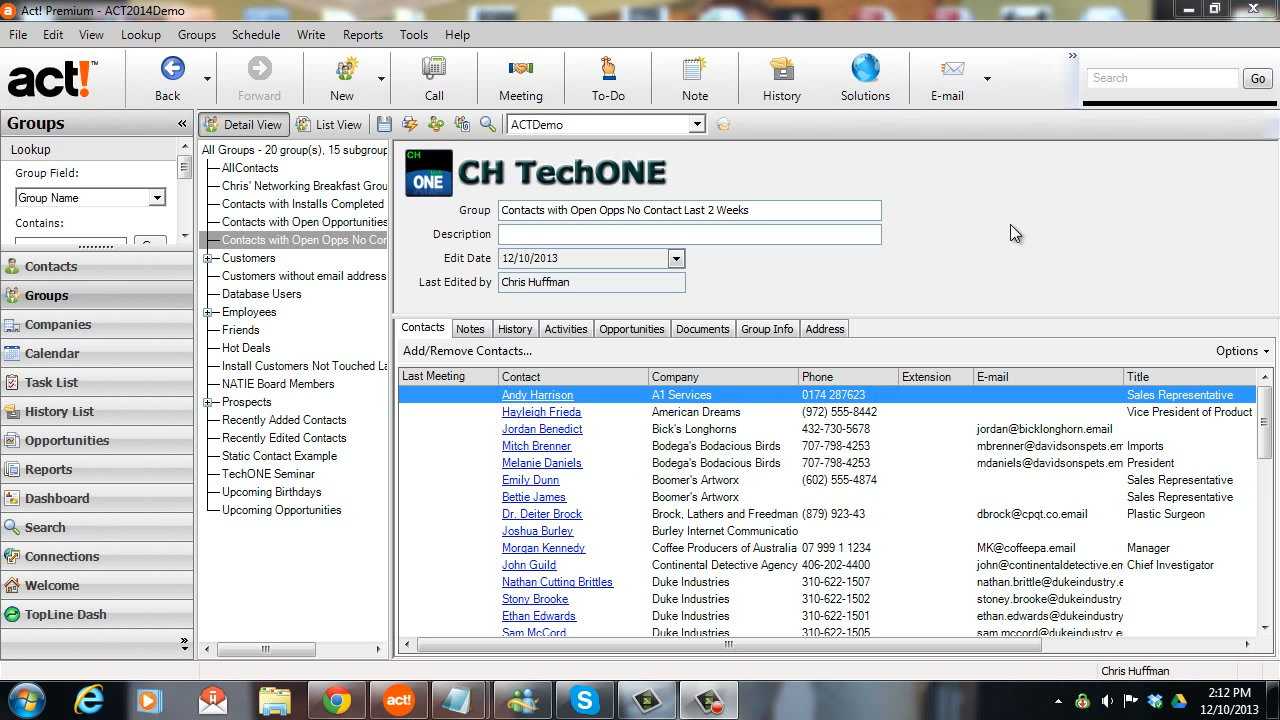 Act! Premium - ACT2014Demo
File Edit View Lookup Groups Schedule Write Reports Tools Help
act!
Back Forward New Call Meeting To-Do Note History Solutions E-mail »
Search Go
Groups «
Detail View List View ACTDemo
Lookup
Group Field:
Group Name
Contains:
Contacts
Groups
Companies
Calendar
Task List
History List
Opportunities
Reports
Dashboard
Search
Connections
Welcome
TopLine Dash
All Groups - 20 group(s), 15 subgroup
AllContacts
Chris' Networking Breakfast Grou
Contacts with Installs Completed
Contacts with Open Opportunities
Contacts with Open Opps No Con
Customers
Customers without email address
Database Users
Employees
Friends
Hot Deals
Install Customers Not Touched La
NATIE Board Members
Prospects
Recently Added Contacts
Recently Edited Contacts
Static Contact Example
TechONE Seminar
Upcoming Birthdays
Upcoming Opportunities
CH ONE CH TechONE
Group Contacts with Open Opps No Contact Last 2 Weeks
Description
Edit Date 12/10/2013
Last Edited by Chris Huffman
Contacts Notes History Activities Opportunities Documents Group Info Address
Add/Remove Contacts... Options
Last Meeting Contact Company Phone Extension E-mail Title
Andy Harrison A1 Services 0174 287623 Sales Representative
Hayleigh Frieda American Dreams (972) 555-8442 Vice President of Product
Jordan Benedict Bick's Longhorns 432-730-5678 jordan@bicklonghorn.email
Mitch Brenner Bodega's Bodacious Birds 707-798-4253 mbrenner@davidsonspets.em Imports
Melanie Daniels Bodega's Bodacious Birds 707-798-4253 mdaniels@davidsonspets.em President
Emily Dunn Boomer's Artworx (602) 555-4874 Sales Representative
Bettie James Boomer's Artworx Sales Representative
Dr. Deiter Brock Brock, Lathers and Freedman (879) 923-43 dbrock@cpqt.co.email Plastic Surgeon
Joshua Burley Burley Internet Communicatio
Morgan Kennedy Coffee Producers of Australia 07 999 1 1234 MK@coffeepa.email Manager
John Guild Continental Detective Agency 406-202-4400 john@continentaldetective.em Chief Investigator
Nathan Cutting Brittles Duke Industries 310-622-1507 nathan.brittle@dukeindustry.e
Stony Brooke Duke Industries 310-622-1502 stoney.brooke@dukeindustry.e
Ethan Edwards Duke Industries 310-622-1501 ethan.edwards@dukeindustry.e
Sam McCord Duke Industries 310-622-1505 sam.mccord@dukeindustry.e
Chris Huffman
act!
2:12 PM
12/10/2013